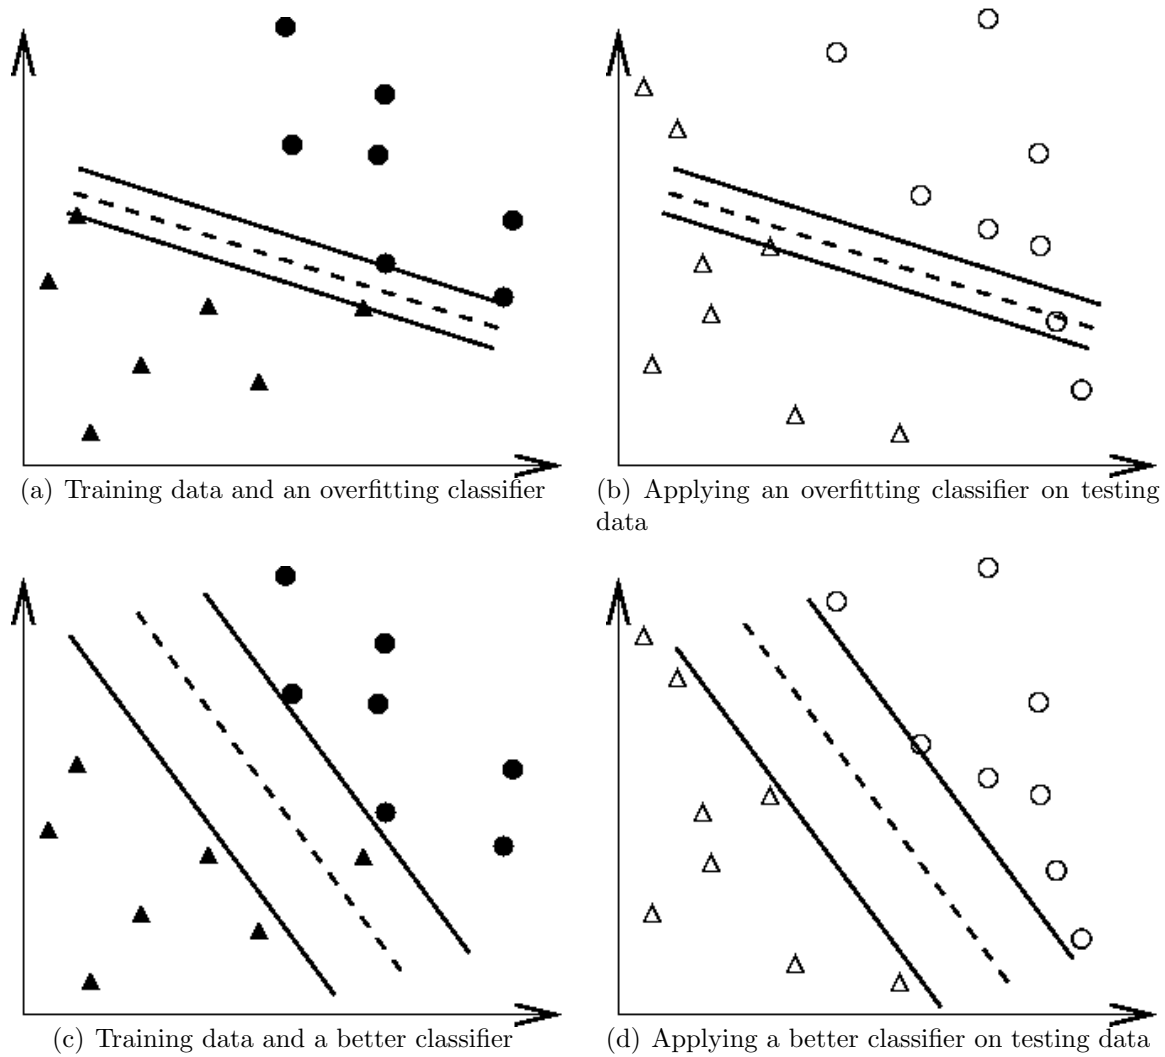 (a) Training data and an overfitting classifier
(b) Applying an overfitting classifier on testing
data
(c) Training data and a better classifier
(d) Applying a better classifier on testing data